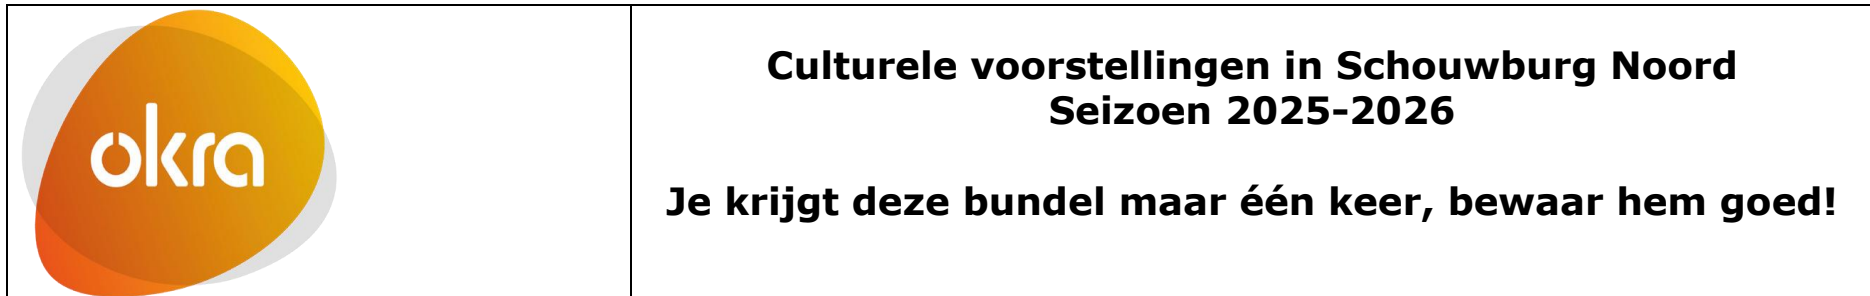 okra
Culturele voorstellingen in Schouwburg Noord
Seizoen 2025-2026
Je krijgt deze bundel maar één keer, bewaar hem goed!